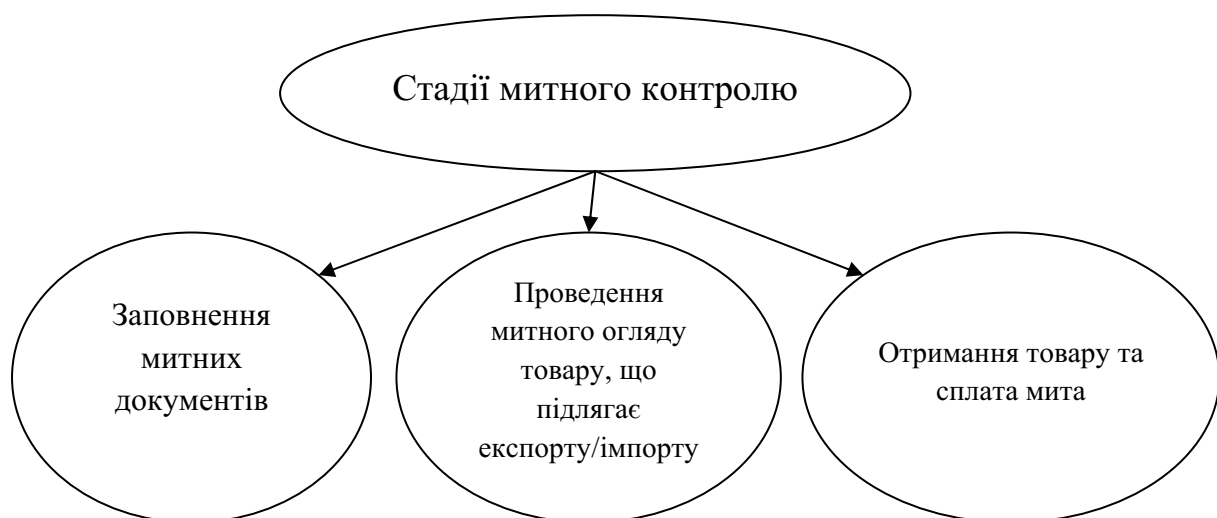 Стадії митного контролю
Заповнення
митних
документів
Проведення
митного огляду
товару, що
підлягає
експорту/імпорту
Отримання товару та
сплата мита